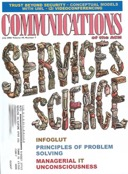 TRUST BEYOND SECURITY • CONCEPTUAL MODELS
WITH UML • VIDEOCONFERENCING
COMMUNICATIONS
of the ACM
SERVICES
SCIENCE
INFOGLUT
PRINCIPLES OF PROBLEM
SOLVING
MANAGERIAL IT
UNCONSCIOUSNESS